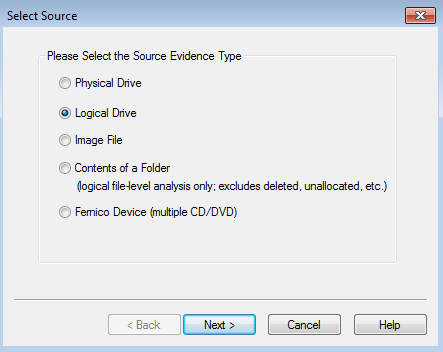 Select Source
Please Select the Source Evidence Type
Physical Drive
Logical Drive
Image File
Contents of a Folder
(logical file-level analysis only; excludes deleted, unallocated, etc.)
Fernico Device (multiple CD/DVD)
< Back Next > Cancel Help